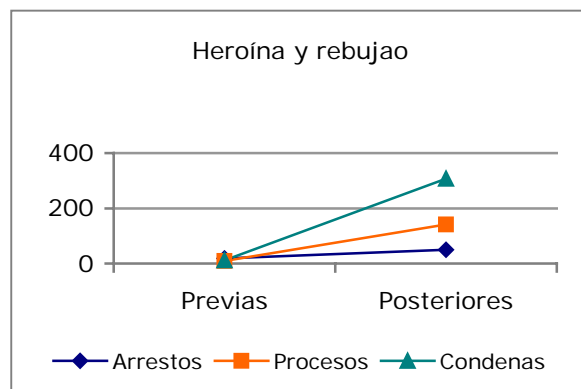 Heroína y rebujao
400
200
0
Previas Posteriores
Arrestos Procesos Condenas